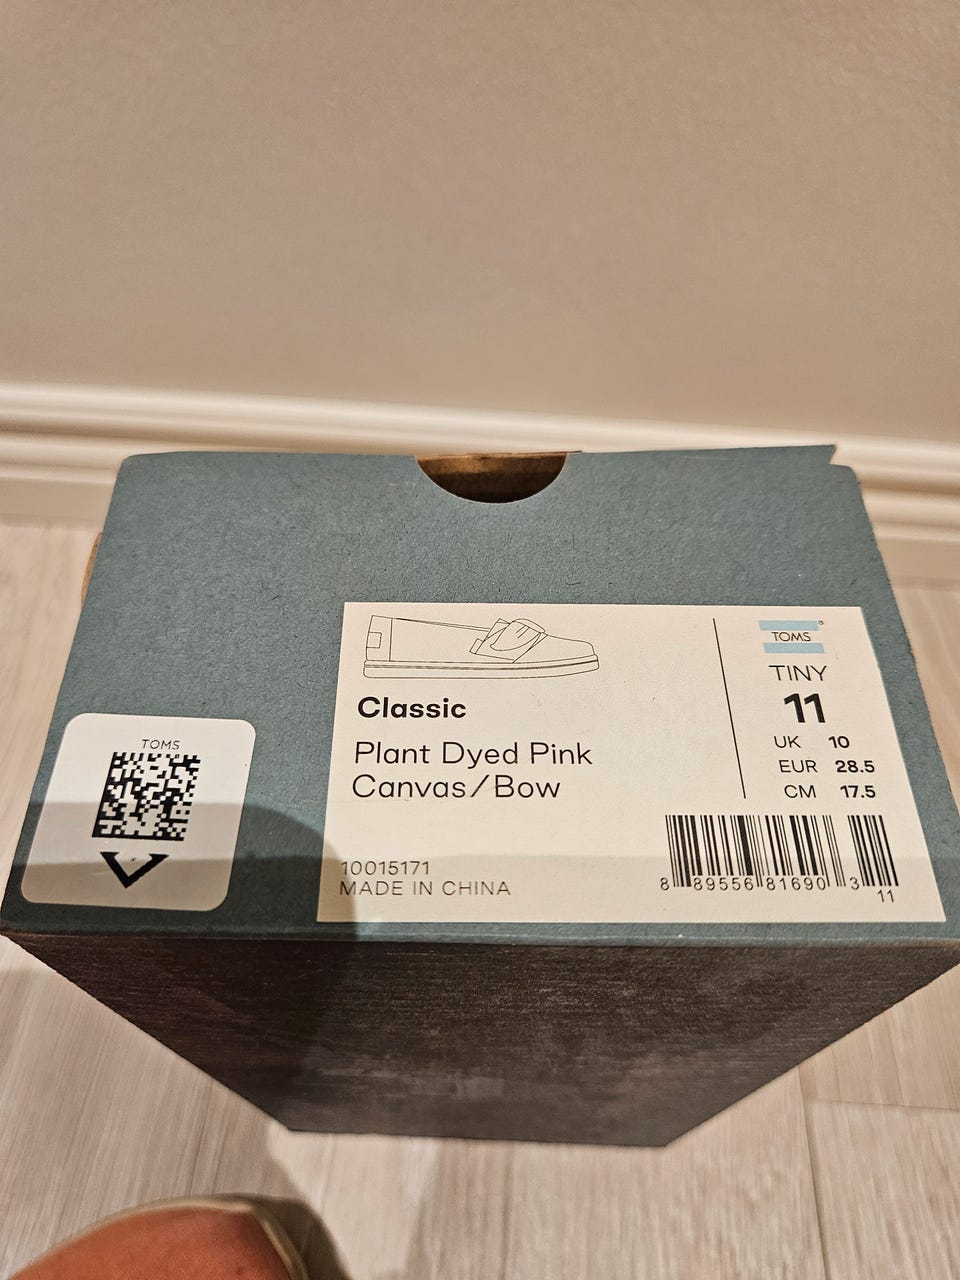 TOMS
Classic
Plant Dyed Pink
Canvas/Bow
10015171
MADE IN CHINA
TOMS
TINY
11
UK 10
EUR 28.5
CM 17.5
8 89556 81690 3
11